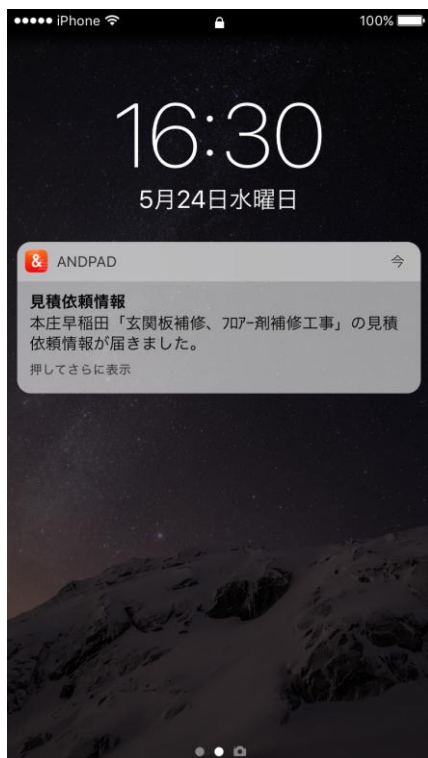 iPhone 100%
16:30
5月24日水曜日
& ANDPAD 今
見積依頼情報
本庄早稲田「玄関板補修、ﾌﾛｱｰ剤補修工事」の見積
依頼情報が届きました。
押してさらに表示